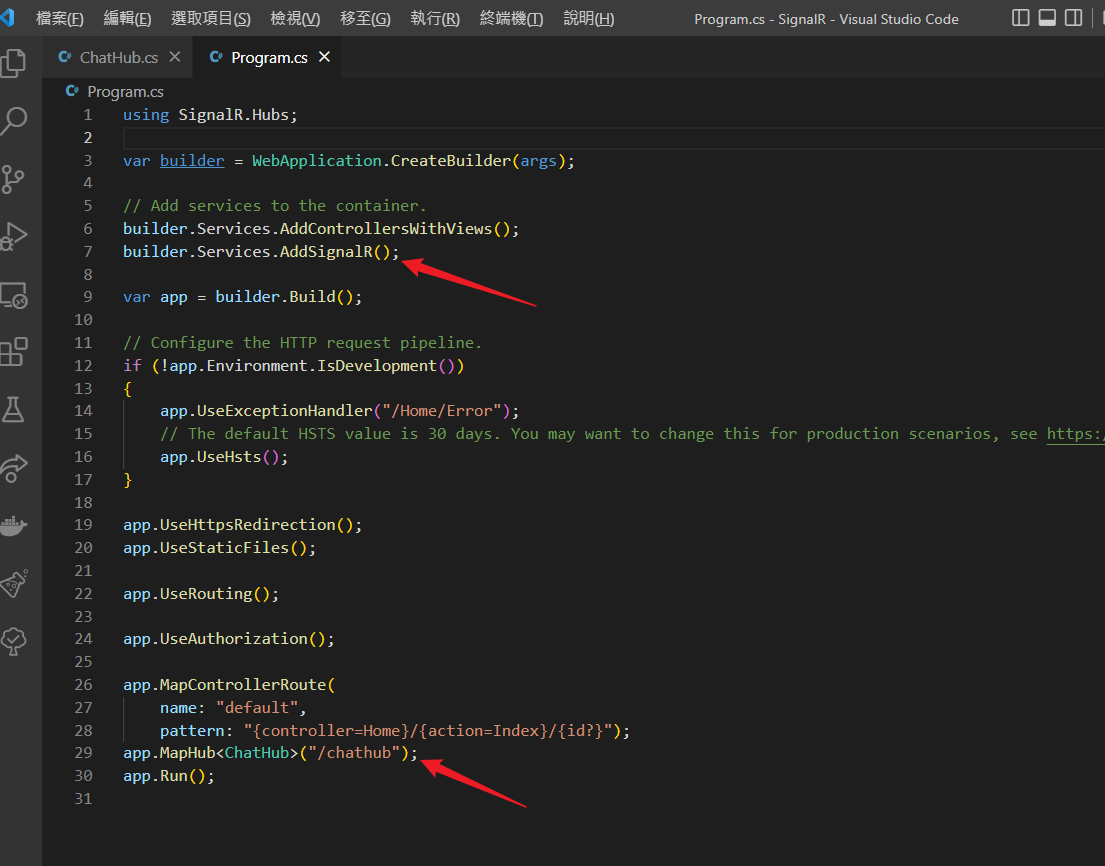 檔案(F) 編輯(E) 選取項目(S) 檢視(V) 移至(G) 執行(R) 終端機(T) 說明(H) Program.cs - SignalR - Visual Studio Code
ChatHub.cs Program.cs
Program.cs
1 using SignalR.Hubs;
2
3 var builder = WebApplication.CreateBuilder(args);
4
5 // Add services to the container.
6 builder.Services.AddControllersWithViews();
7 builder.Services.AddSignalR();
8
9 var app = builder.Build();
10
11 // Configure the HTTP request pipeline.
12 if (!app.Environment.IsDevelopment())
13 {
14 app.UseExceptionHandler("/Home/Error");
15 // The default HSTS value is 30 days. You may want to change this for production scenarios, see https:/
16 app.UseHsts();
17 }
18
19 app.UseHttpsRedirection();
20 app.UseStaticFiles();
21
22 app.UseRouting();
23
24 app.UseAuthorization();
25
26 app.MapControllerRoute(
27 name: "default",
28 pattern: "{controller=Home}/{action=Index}/{id?}");
29 app.MapHub<ChatHub>("/chathub");
30 app.Run();
31